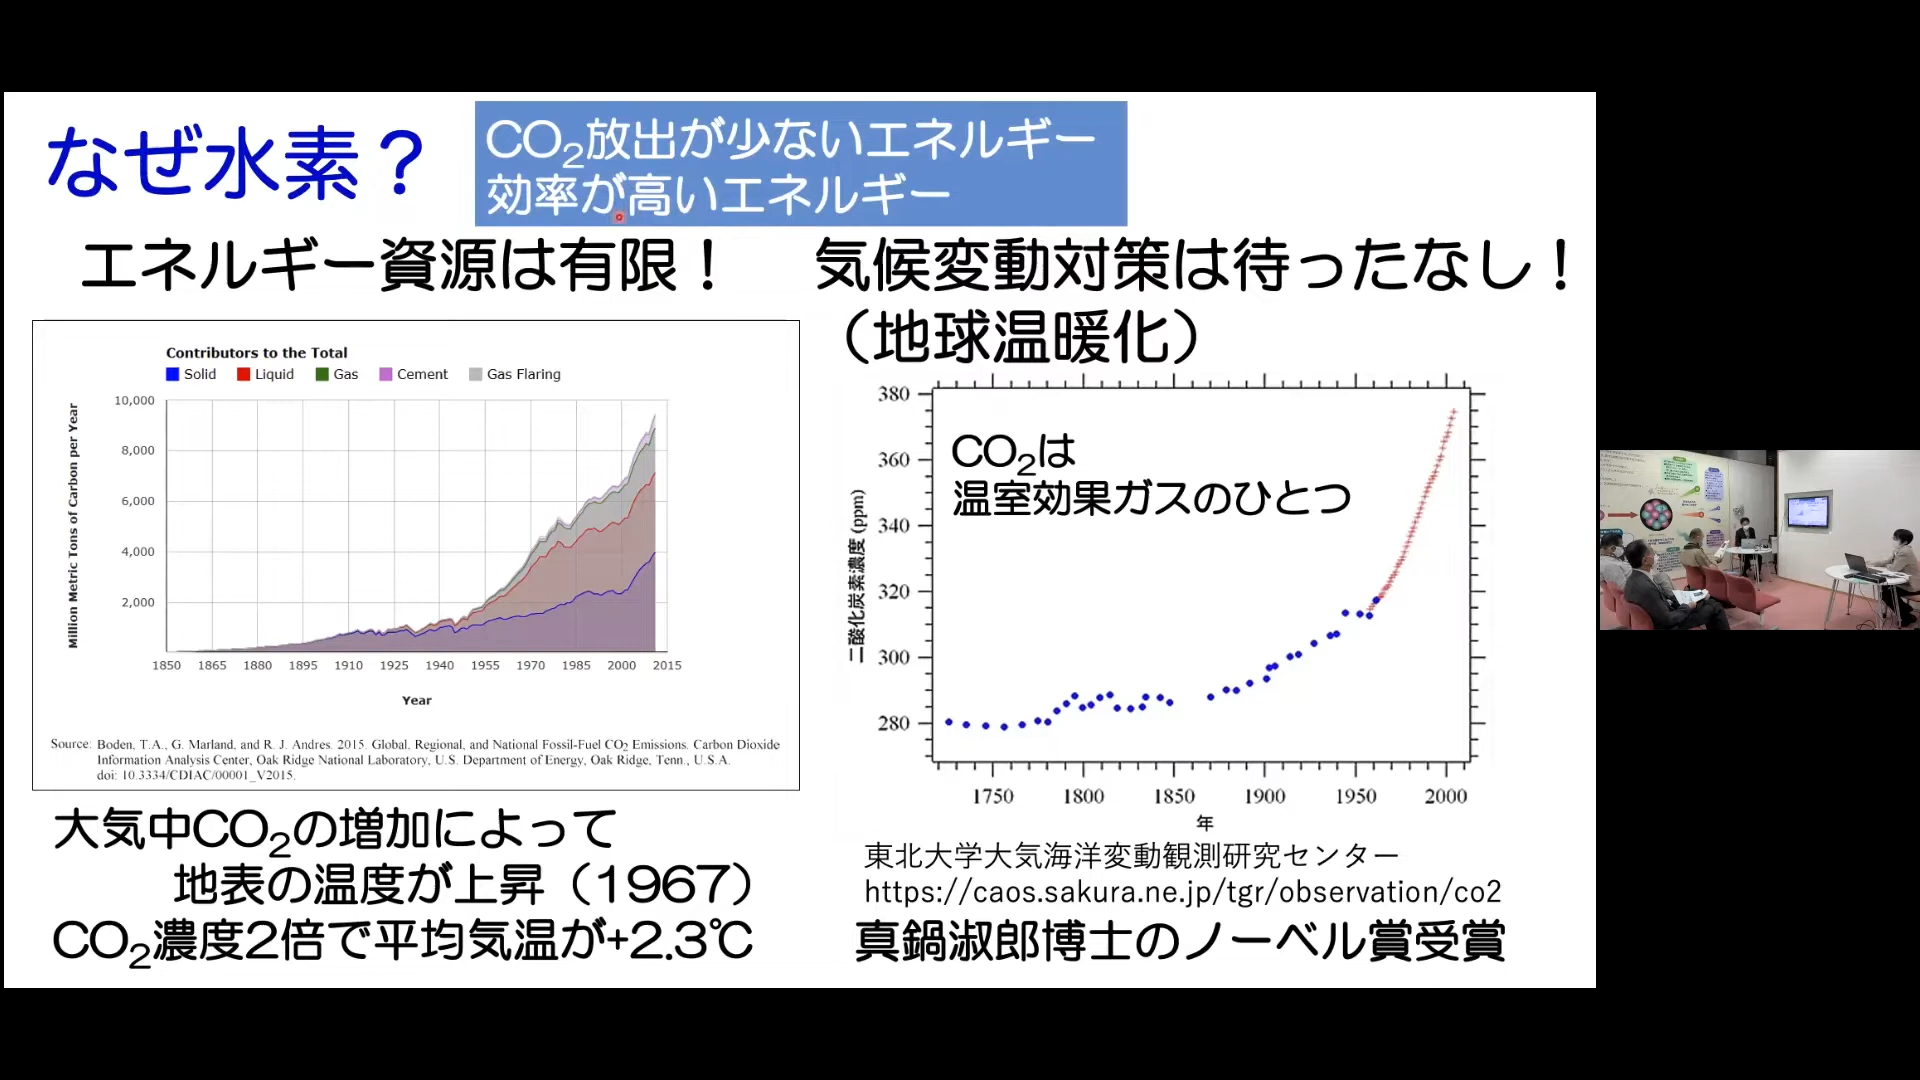 なぜ水素？
CO₂放出が少ないエネルギー
効率が高いエネルギー
エネルギー資源は有限！
気候変動対策は待ったなし！
（地球温暖化）
Contributors to the Total
Solid Liquid Gas Cement Gas Flaring
Million Metric Tons of Carbon per Year
10,000
8,000
6,000
4,000
2,000
1850 1865 1880 1895 1910 1925 1940 1955 1970 1985 2000 2015
Year
Source: Boden, T.A., G. Marland, and R. J. Andres. 2015. Global, Regional, and National Fossil-Fuel CO₂ Emissions. Carbon Dioxide
Information Analysis Center, Oak Ridge National Laboratory, U.S. Department of Energy, Oak Ridge, Tenn., U.S.A.
doi: 10.3334/CDIAC/00001_V2015.
CO₂は
温室効果ガスのひとつ
二酸化炭素濃度 (ppm)
380
360
340
320
300
280
1750 1800 1850 1900 1950 2000
年
東北大学大気海洋変動観測研究センター
https://caos.sakura.ne.jp/tgr/observation/co2
大気中CO₂の増加によって
地表の温度が上昇（1967）
CO₂濃度2倍で平均気温が+2.3℃
真鍋淑郎博士のノーベル賞受賞